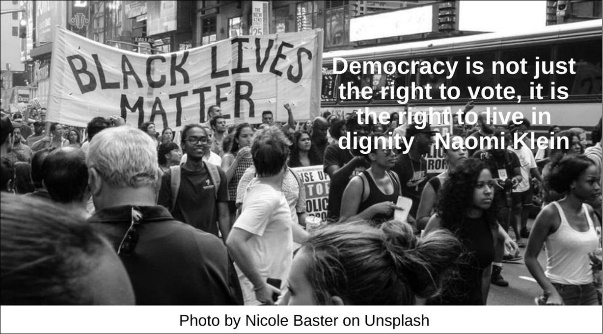 BLACK LIVES
MATTER
Democracy is not just
the right to vote, it is
the right to live in
dignity Naomi Klein
UP
Photo by Nicole Baster on Unsplash